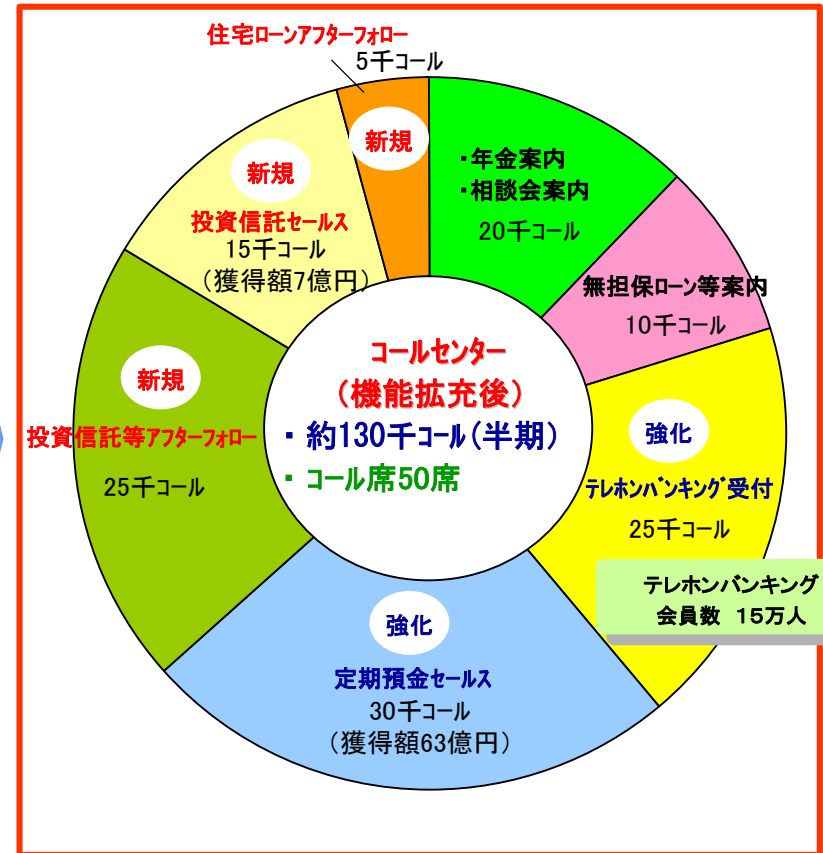 住宅ローンアフターフォロー
5千コール
新規
・年金案内
・相談会案内
20千コール
新規
投資信託セールス
15千コール
（獲得額7億円）
無担保ローン等案内
10千コール
コールセンター
（機能拡充後）
・約130千コール（半期）
・コール席50席
新規
投資信託等アフターフォロー
25千コール
強化
テレホンバンキング受付
25千コール
テレホンバンキング
会員数 15万人
強化
定期預金セールス
30千コール
（獲得額63億円）